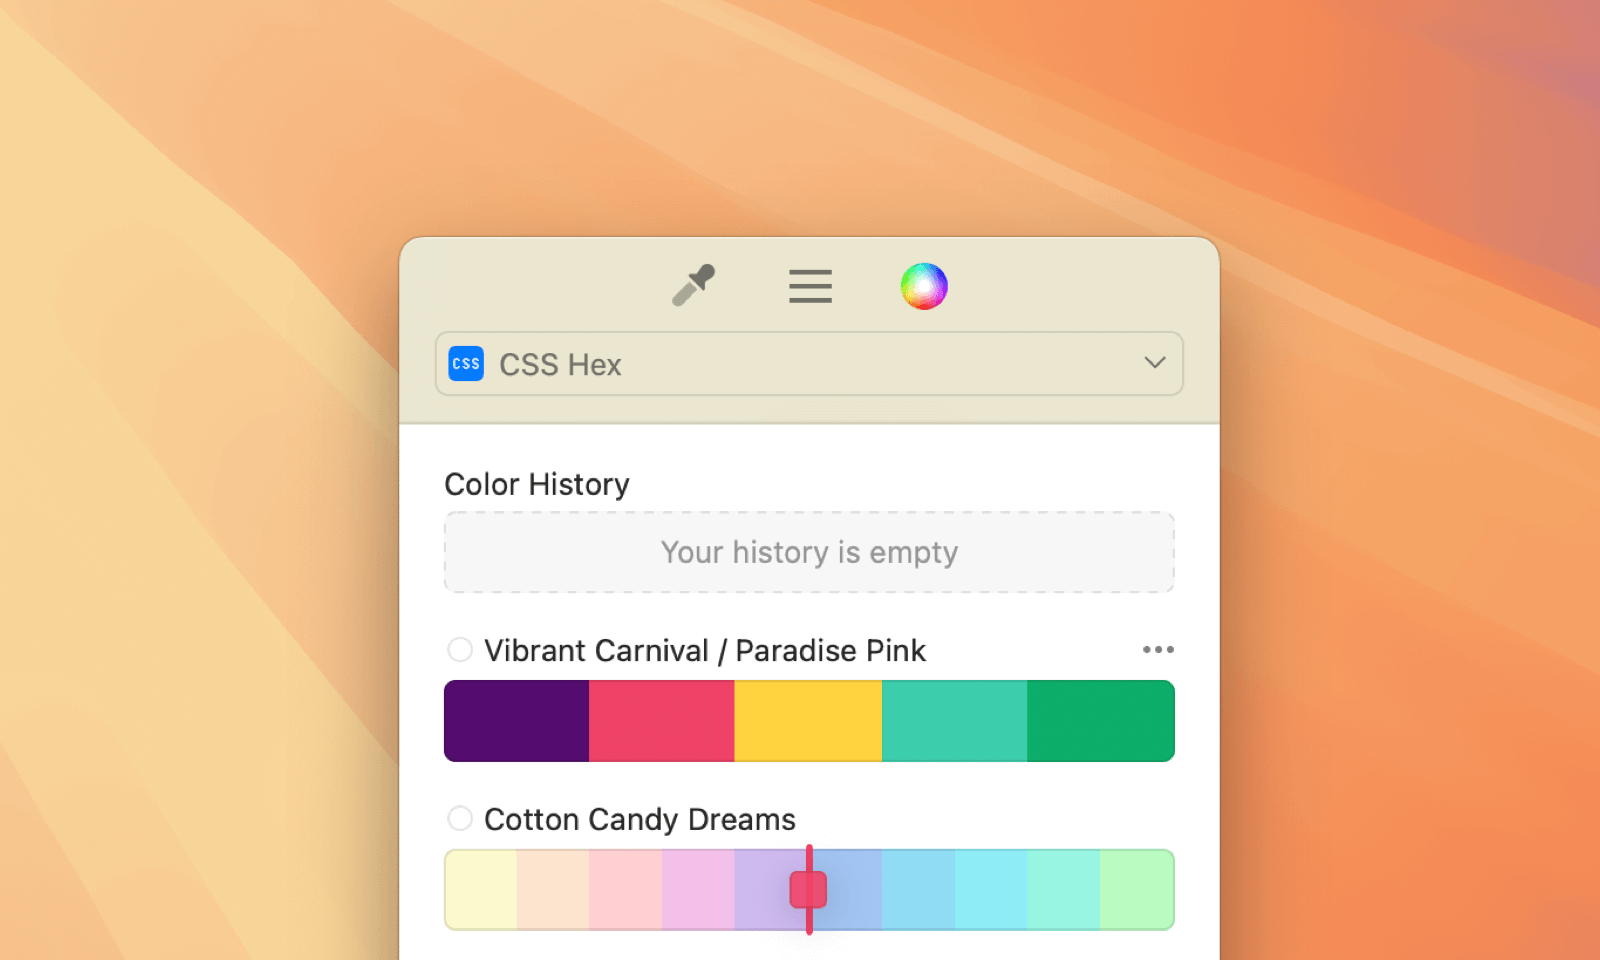 CSS
CSS Hex
Color History
Your history is empty
Vibrant Carnival / Paradise Pink
Cotton Candy Dreams